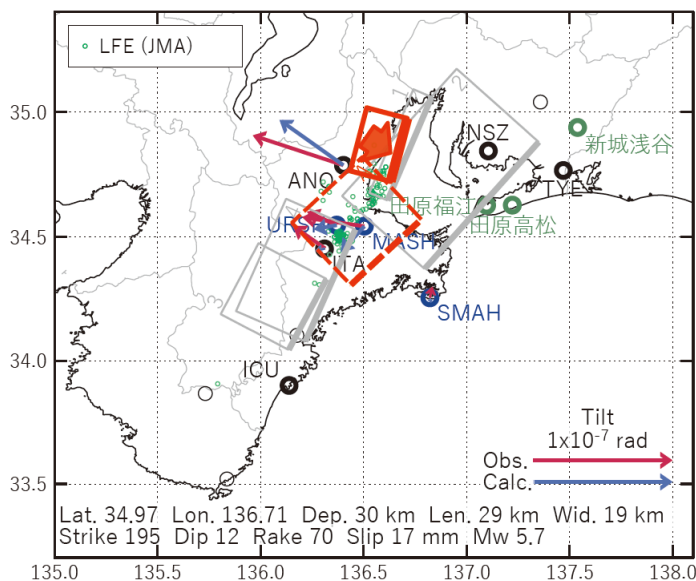 LFE (JMA)
35.0
34.5
34.0
33.5
NSZ
新城浅谷
ANO
TYE
田原福江
田原高松
MASH
ITA
SMAH
ICU
Tilt
1x10-7 rad
Obs.
Calc.
Lat. 34.97 Lon. 136.71 Dep. 30 km Len. 29 km Wid. 19 km
Strike 195 Dip 12 Rake 70 Slip 17 mm Mw 5.7
135.0 135.5 136.0 136.5 137.0 137.5 138.0